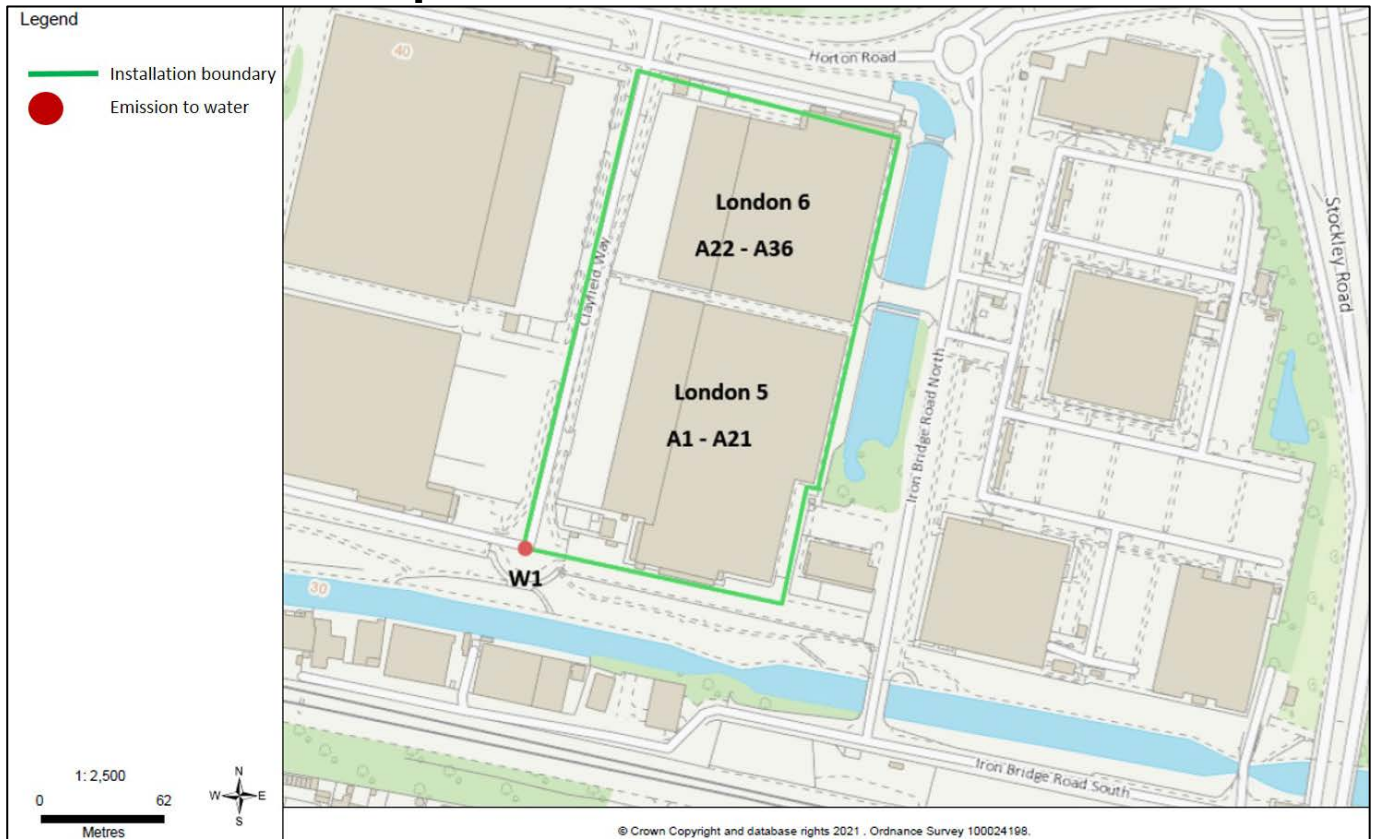 Legend
Installation boundary
Emission to water
40
Horton Road
London 6
A22 - A36
Clayfield Way
Stockley Road
London 5
A1 - A21
Iron Bridge Road North
W1
30
Iron Bridge Road South
1: 2,500
0 62
Metres
N
W E
S
© Crown Copyright and database rights 2021 . Ordnance Survey 100024198.